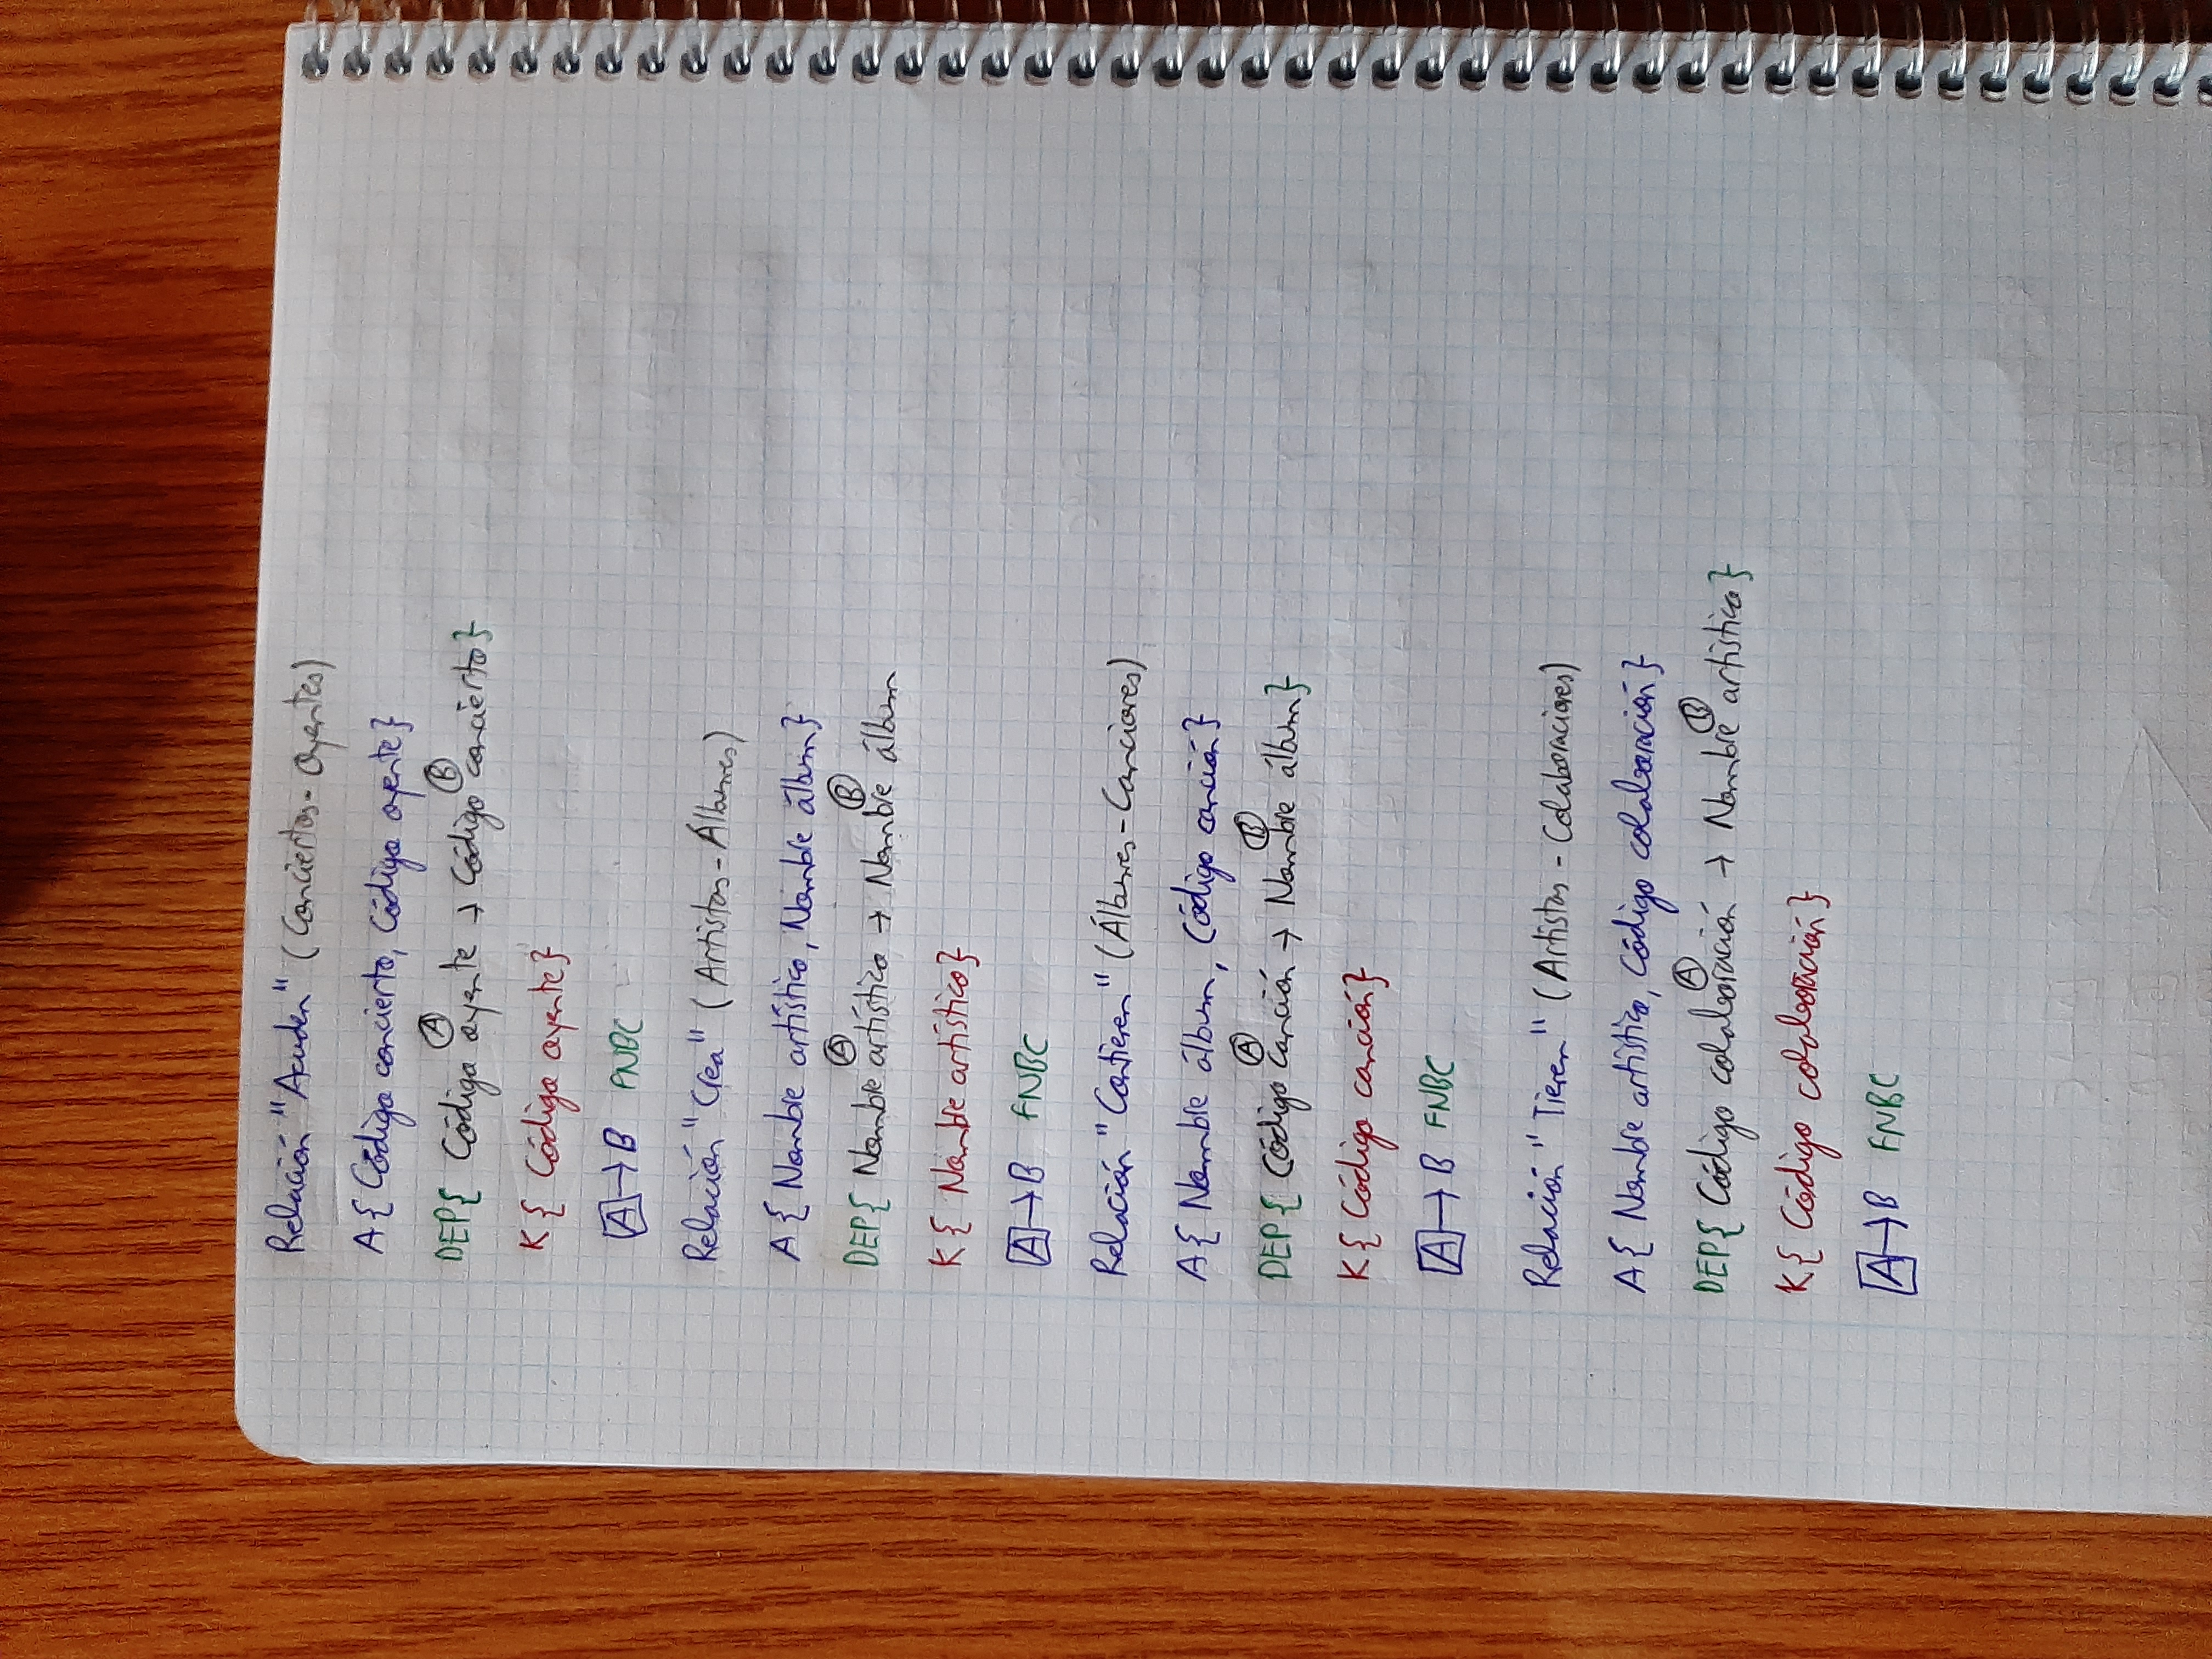 Relación "Acuden" (Conciertos-Oyentes)
A{ Código concierto, Código oyente}
A B
DEP{ Código oyente → Código concierto}
K{ Código oyente}
A→B FNBC
Relación "Crea" (Artistas-Álbumes)
A{ Nombre artístico, Nombre álbum}
A B
DEP{ Nombre artístico → Nombre álbum
K{ Nombre artístico}
A→B FNBC
Relación "Contienen" (Álbumes-Canciones)
A{ Nombre álbum, Código canción}
A B
DEP{ Código canción → Nombre álbum}
K{ Código canción}
A→B FNBC
Relación "Tienen" (Artistas - Colaboraciones)
A{ Nombre artístico, Código colaboración}
A B
DEP{ Código colaboración → Nombre artístico}
K{ Código colaboración}
A→B FNBC